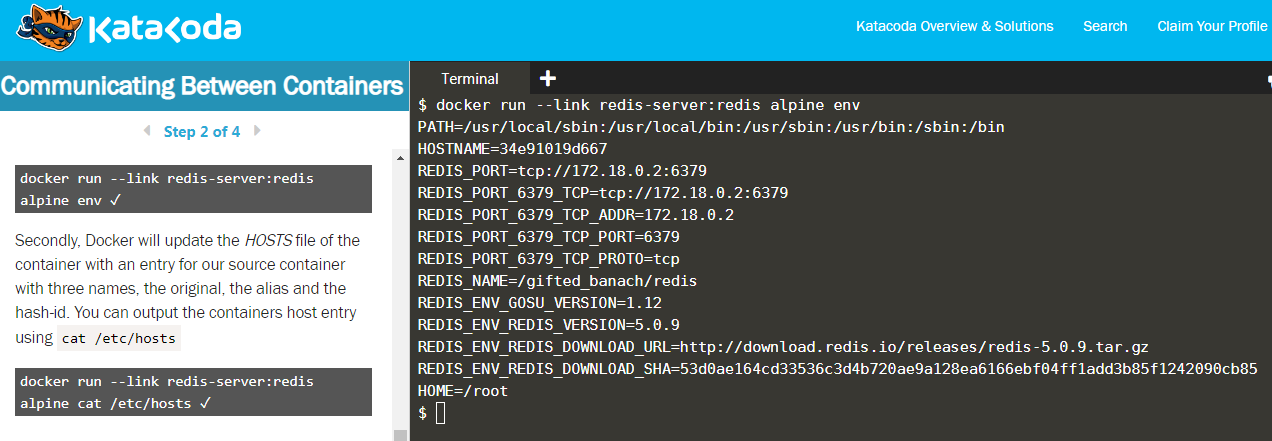 Katacoda
Katacoda Overview & Solutions
Search
Claim Your Profile
Communicating Between Containers
Step 2 of 4
docker run --link redis-server:redis
alpine env ✓
Secondly, Docker will update the HOSTS file of the
container with an entry for our source container
with three names, the original, the alias and the
hash-id. You can output the containers host entry
using cat /etc/hosts
docker run --link redis-server:redis
alpine cat /etc/hosts ✓
Terminal
$ docker run --link redis-server:redis alpine env
PATH=/usr/local/sbin:/usr/local/bin:/usr/sbin:/usr/bin:/sbin:/bin
HOSTNAME=34e91019d667
REDIS_PORT=tcp://172.18.0.2:6379
REDIS_PORT_6379_TCP=tcp://172.18.0.2:6379
REDIS_PORT_6379_TCP_ADDR=172.18.0.2
REDIS_PORT_6379_TCP_PORT=6379
REDIS_PORT_6379_TCP_PROTO=tcp
REDIS_NAME=/gifted_banach/redis
REDIS_ENV_GOSU_VERSION=1.12
REDIS_ENV_REDIS_VERSION=5.0.9
REDIS_ENV_REDIS_DOWNLOAD_URL=http://download.redis.io/releases/redis-5.0.9.tar.gz
REDIS_ENV_REDIS_DOWNLOAD_SHA=53d0ae164cd33536c3d4b720ae9a128ea6166ebf04ff1add3b85f1242090cb85
HOME=/root
$